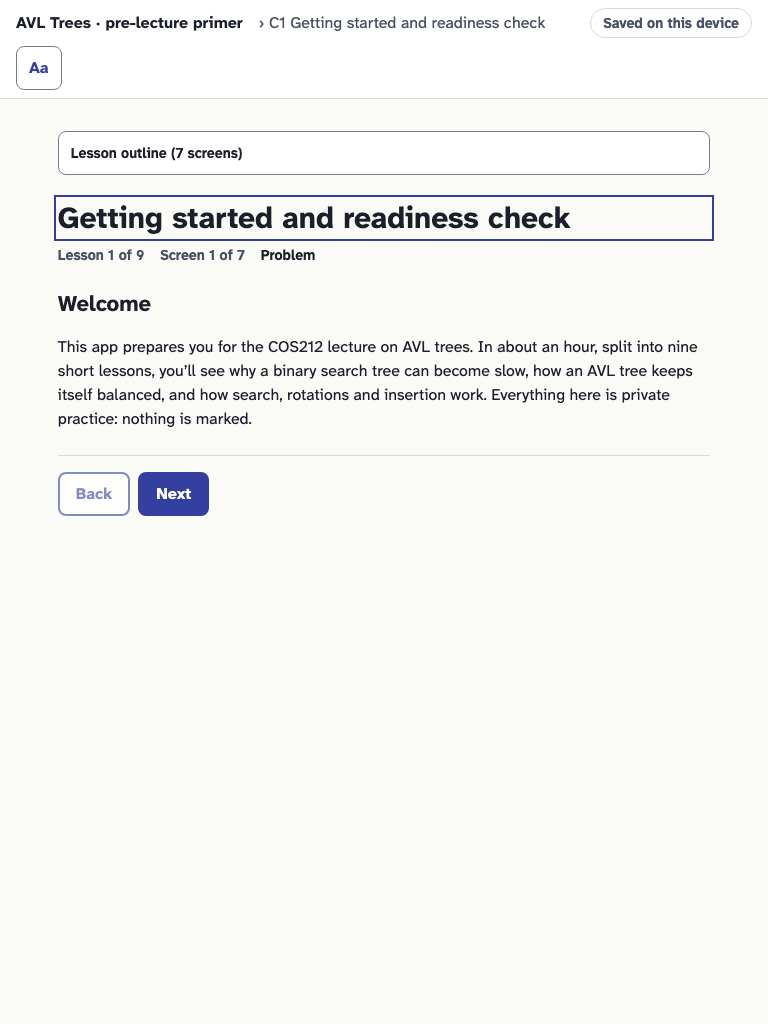 AVL Trees · pre-lecture primer › C1 Getting started and readiness check Saved on this device
Aa
Lesson outline (7 screens)
Getting started and readiness check
Lesson 1 of 9 Screen 1 of 7 Problem
Welcome
This app prepares you for the COS212 lecture on AVL trees. In about an hour, split into nine
short lessons, you’ll see why a binary search tree can become slow, how an AVL tree keeps
itself balanced, and how search, rotations and insertion work. Everything here is private
practice: nothing is marked.
Back Next